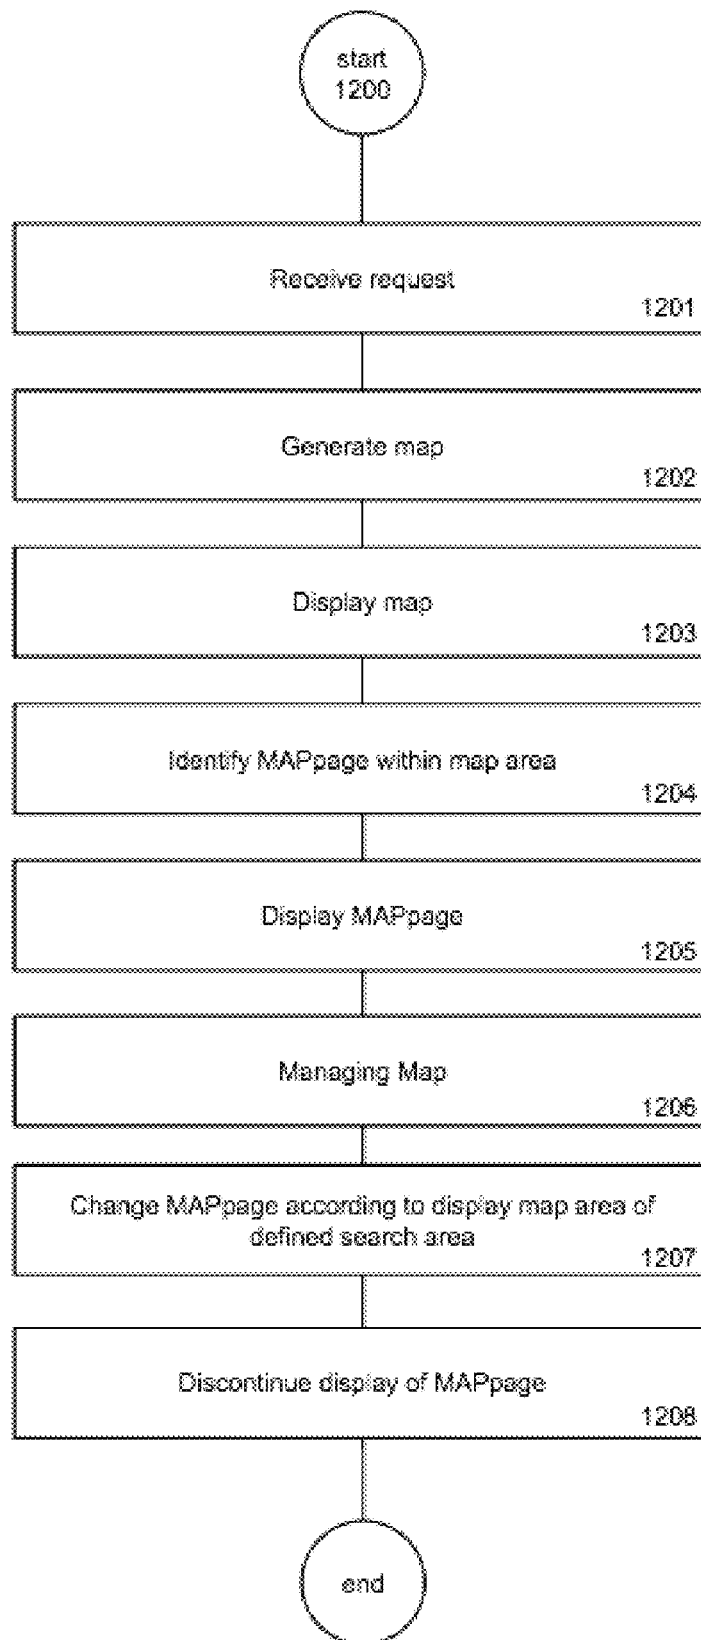 start
1200
Receive request
1201
Generate map
1202
Display map
1203
Identify MAPpage within map area
1204
Display MAPpage
1205
Managing Map
1206
Change MAPpage according to display map area of
defined search area
1207
Discontinue display of MAPpage
1208
end